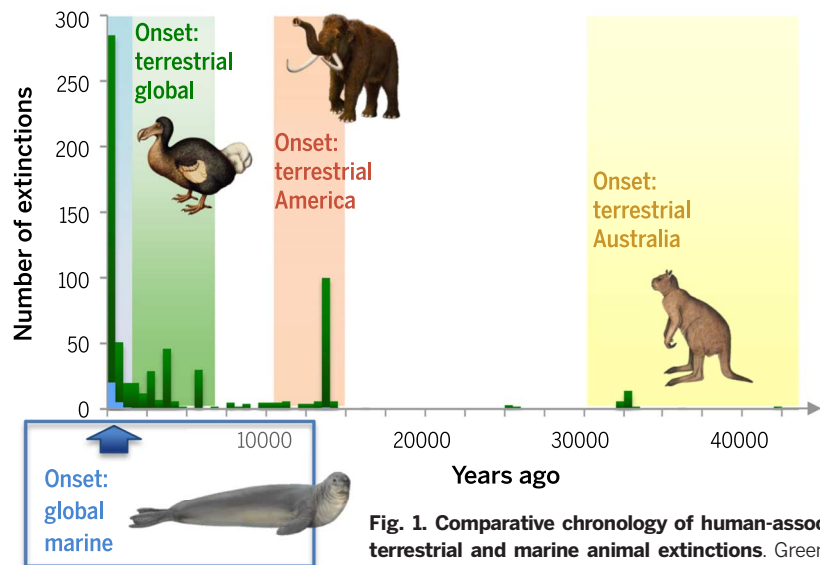 300
250
200
150
100
50
0
Number of extinctions
Onset:
terrestrial
global
Onset:
terrestrial
America
Onset:
terrestrial
Australia
10000
20000
30000
40000
Years ago
Onset:
global
marine
Fig. 1. Comparative chronology of human-assoc
terrestrial and marine animal extinctions. Green